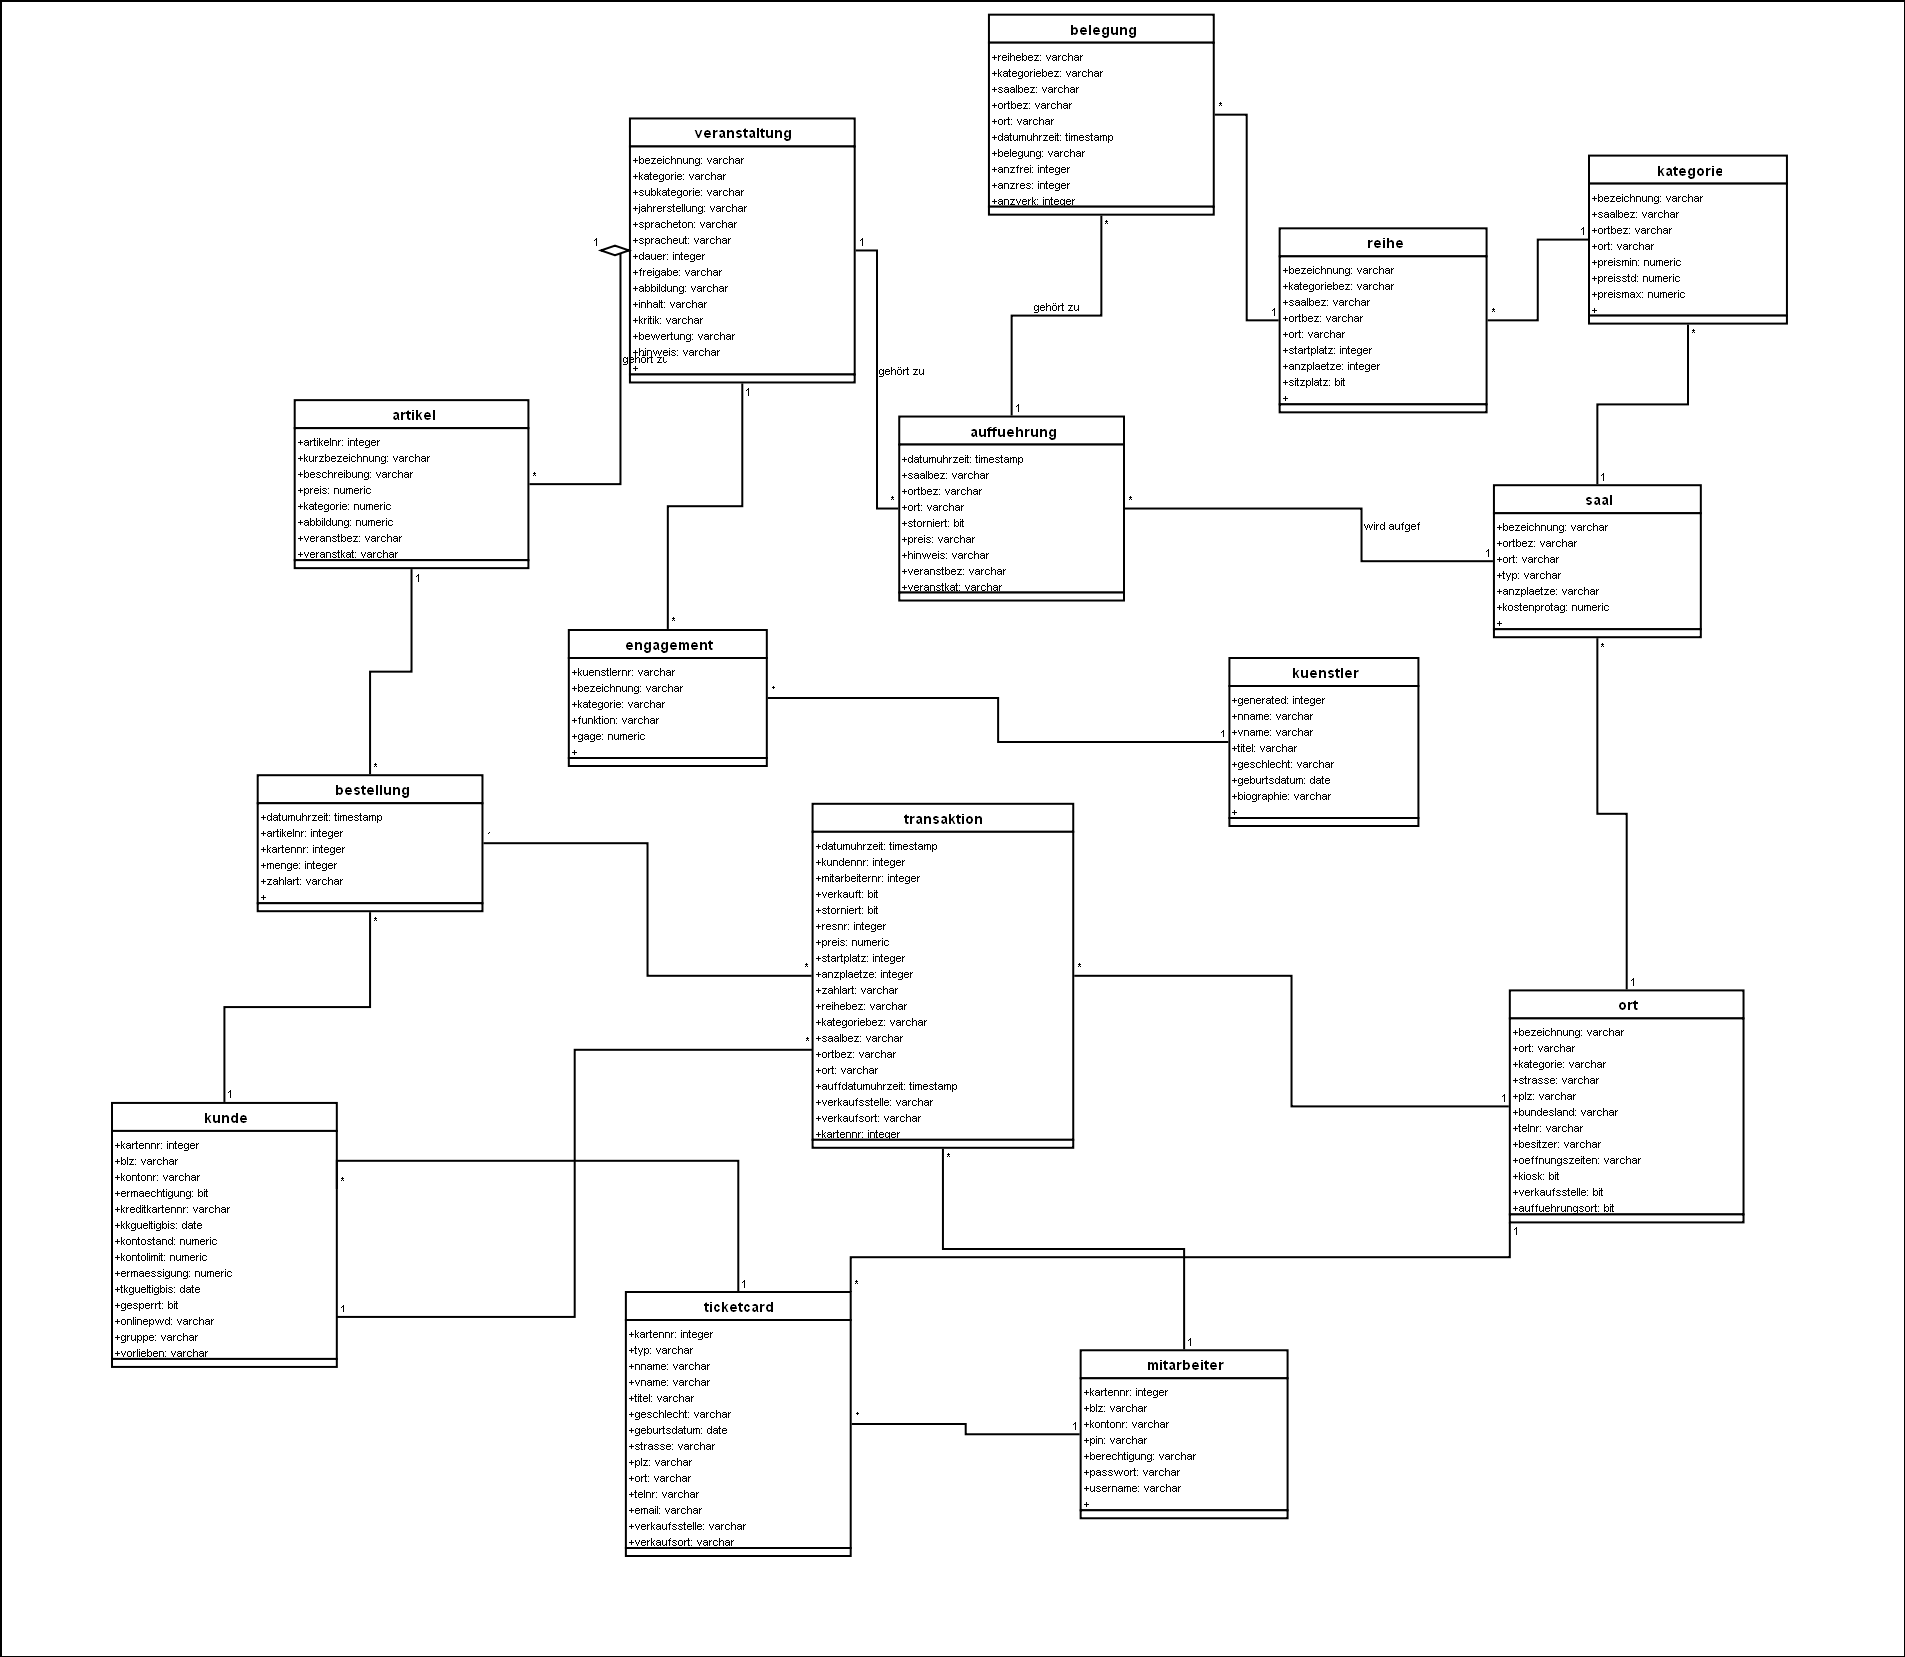 belegung
+reihebez: varchar
+kategoriebez: varchar
+saalbez: varchar
+ortbez: varchar
+ort: varchar
+datumuhrzeit: timestamp
+belegung: varchar
+anzfrei: integer
+anzres: integer
+anzverk: integer
*
*
veranstaltung
+bezeichnung: varchar
+kategorie: varchar
+subkategorie: varchar
+jahrerstellung: varchar
+spracheton: varchar
+spracheut: varchar
+dauer: integer
+freigabe: varchar
+abbildung: varchar
+inhalt: varchar
+kritik: varchar
+bewertung: varchar
+hinweis: varchar
+
1
1
1
gehört zu
gehört zu
gehört zu
kategorie
+bezeichnung: varchar
+saalbez: varchar
+ortbez: varchar
+ort: varchar
+preismin: numeric
+preisstd: numeric
+preismax: numeric
+
1
*
reihe
+bezeichnung: varchar
+kategoriebez: varchar
+saalbez: varchar
+ortbez: varchar
+ort: varchar
+startplatz: integer
+anzplaetze: integer
+sitzplatz: bit
+
1
*
artikel
+artikelnr: integer
+kurzbezeichnung: varchar
+beschreibung: varchar
+preis: numeric
+kategorie: numeric
+abbildung: numeric
+veranstbez: varchar
+veranstkat: varchar
*
1
auffuehrung
+datumuhrzeit: timestamp
+saalbez: varchar
+ortbez: varchar
+ort: varchar
+storniert: bit
+preis: varchar
+hinweis: varchar
+veranstbez: varchar
+veranstkat: varchar
1
*
*
wird aufgef
saal
+bezeichnung: varchar
+ortbez: varchar
+ort: varchar
+typ: varchar
+anzplaetze: varchar
+kostenprotag: numeric
+
1
1
*
engagement
+kuenstlernr: varchar
+bezeichnung: varchar
+kategorie: varchar
+funktion: varchar
+gage: numeric
+
*
*
kuenstler
+generated: integer
+nname: varchar
+vname: varchar
+titel: varchar
+geschlecht: varchar
+geburtsdatum: date
+biographie: varchar
+
1
bestellung
+datumuhrzeit: timestamp
+artikelnr: integer
+kartennr: integer
+menge: integer
+zahlart: varchar
+
*
*
transaktion
+datumuhrzeit: timestamp
+kundennr: integer
+mitarbeiternr: integer
+verkauft: bit
+storniert: bit
+resnr: integer
+preis: numeric
+startplatz: integer
+anzplaetze: integer
+zahlart: varchar
+reihebez: varchar
+kategoriebez: varchar
+saalbez: varchar
+ortbez: varchar
+ort: varchar
+auffdatumuhrzeit: timestamp
+verkaufsstelle: varchar
+verkaufsort: varchar
+kartennr: integer
*
*
*
*
ort
+bezeichnung: varchar
+ort: varchar
+kategorie: varchar
+strasse: varchar
+plz: varchar
+bundesland: varchar
+telnr: varchar
+besitzer: varchar
+oeffnungszeiten: varchar
+kiosk: bit
+verkaufsstelle: bit
+auffuehrungsort: bit
1
1
1
kunde
+kartennr: integer
+blz: varchar
+kontonr: varchar
+ermaechtigung: bit
+kreditkartennr: varchar
+kkgueltigbis: date
+kontostand: numeric
+kontolimit: numeric
+ermaessigung: numeric
+tkgueltigbis: date
+gesperrt: bit
+onlinepwd: varchar
+gruppe: varchar
+vorlieben: varchar
1
*
1
ticketcard
+kartennr: integer
+typ: varchar
+nname: varchar
+vname: varchar
+titel: varchar
+geschlecht: varchar
+geburtsdatum: date
+strasse: varchar
+plz: varchar
+ort: varchar
+telnr: varchar
+email: varchar
+verkaufsstelle: varchar
+verkaufsort: varchar
1
*
*
mitarbeiter
+kartennr: integer
+blz: varchar
+kontonr: varchar
+pin: varchar
+berechtigung: varchar
+passwort: varchar
+username: varchar
+
1
1